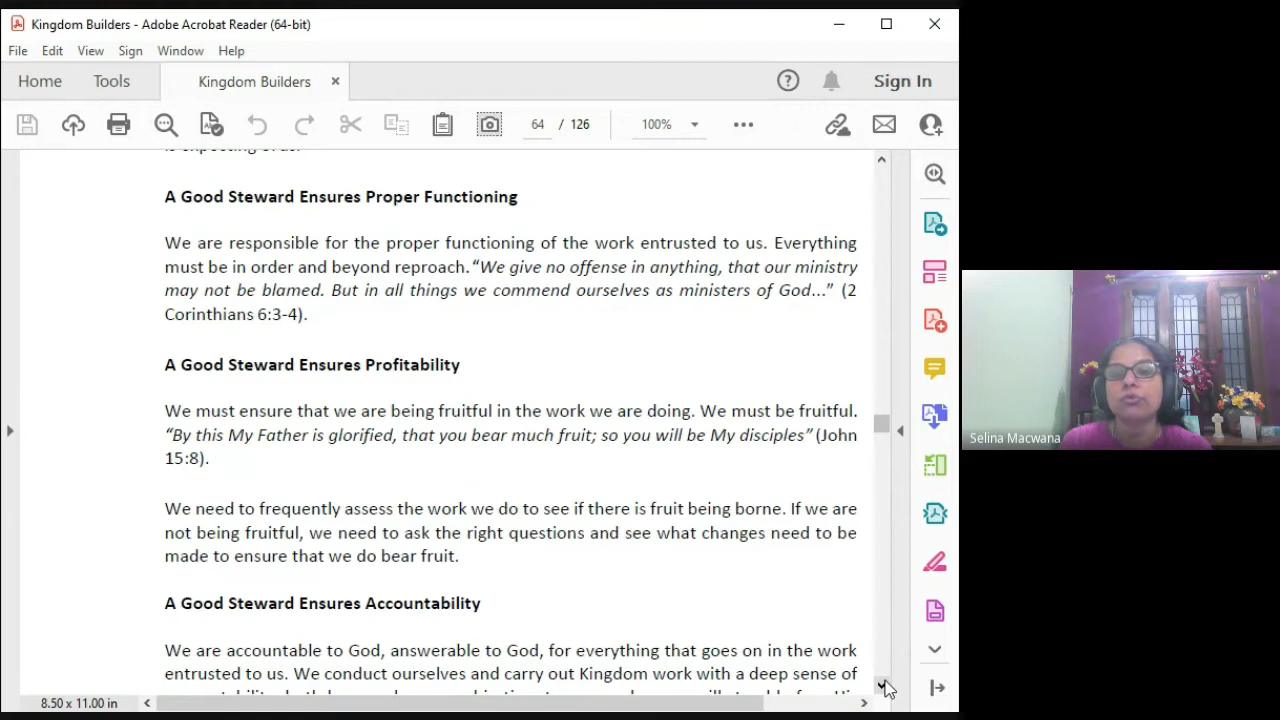 Kingdom Builders - Adobe Acrobat Reader (64-bit)
File Edit View Sign Window Help
Home Tools Kingdom Builders × Sign In
64 / 126 100%
is expecting of us.
A Good Steward Ensures Proper Functioning
We are responsible for the proper functioning of the work entrusted to us. Everything
must be in order and beyond reproach. “We give no offense in anything, that our ministry
may not be blamed. But in all things we commend ourselves as ministers of God...” (2
Corinthians 6:3-4).
A Good Steward Ensures Profitability
We must ensure that we are being fruitful in the work we are doing. We must be fruitful.
“By this My Father is glorified, that you bear much fruit; so you will be My disciples” (John
15:8).
We need to frequently assess the work we do to see if there is fruit being borne. If we are
not being fruitful, we need to ask the right questions and see what changes need to be
made to ensure that we do bear fruit.
A Good Steward Ensures Accountability
We are accountable to God, answerable to God, for everything that goes on in the work
entrusted to us. We conduct ourselves and carry out Kingdom work with a deep sense of
8.50 x 11.00 in
Selina Macwana